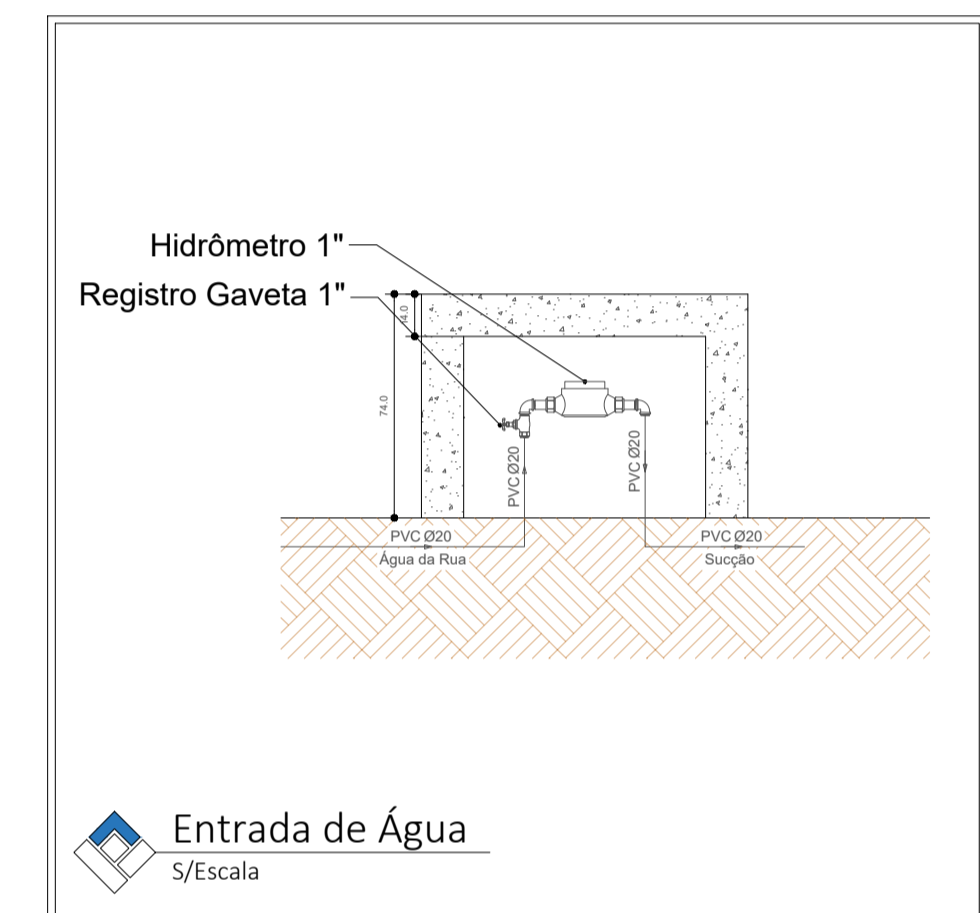 Hidrômetro 1"
Registro Gaveta 1"
14.0
74.0
PVC Ø20
PVC Ø20
PVC Ø20
Água da Rua
PVC Ø20
Sucção
Entrada de Água
S/Escala